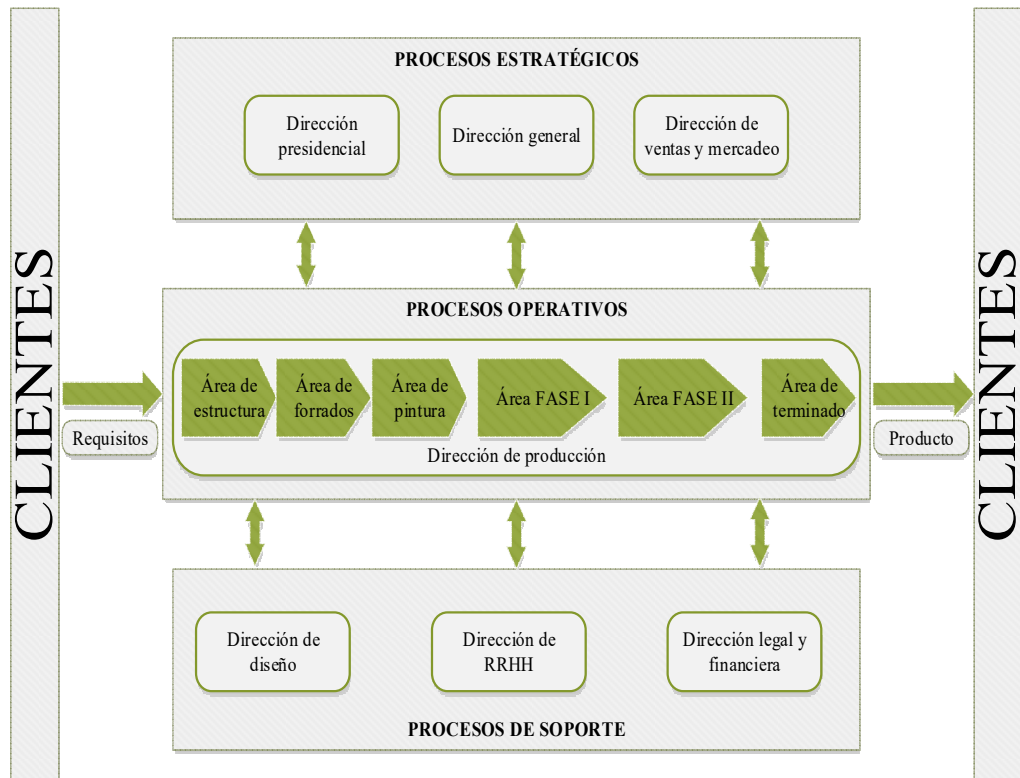 CLIENTES
PROCESOS ESTRATÉGICOS
Dirección
presidencial
Dirección general
Dirección de
ventas y mercadeo
PROCESOS OPERATIVOS
Área de
estructura
Área de
forrados
Área de
pintura
Área FASE I
Área FASE II
Área de
terminado
Dirección de producción
Requisitos
Producto
Dirección de
diseño
Dirección de
RRHH
Dirección legal y
financiera
PROCESOS DE SOPORTE
CLIENTES